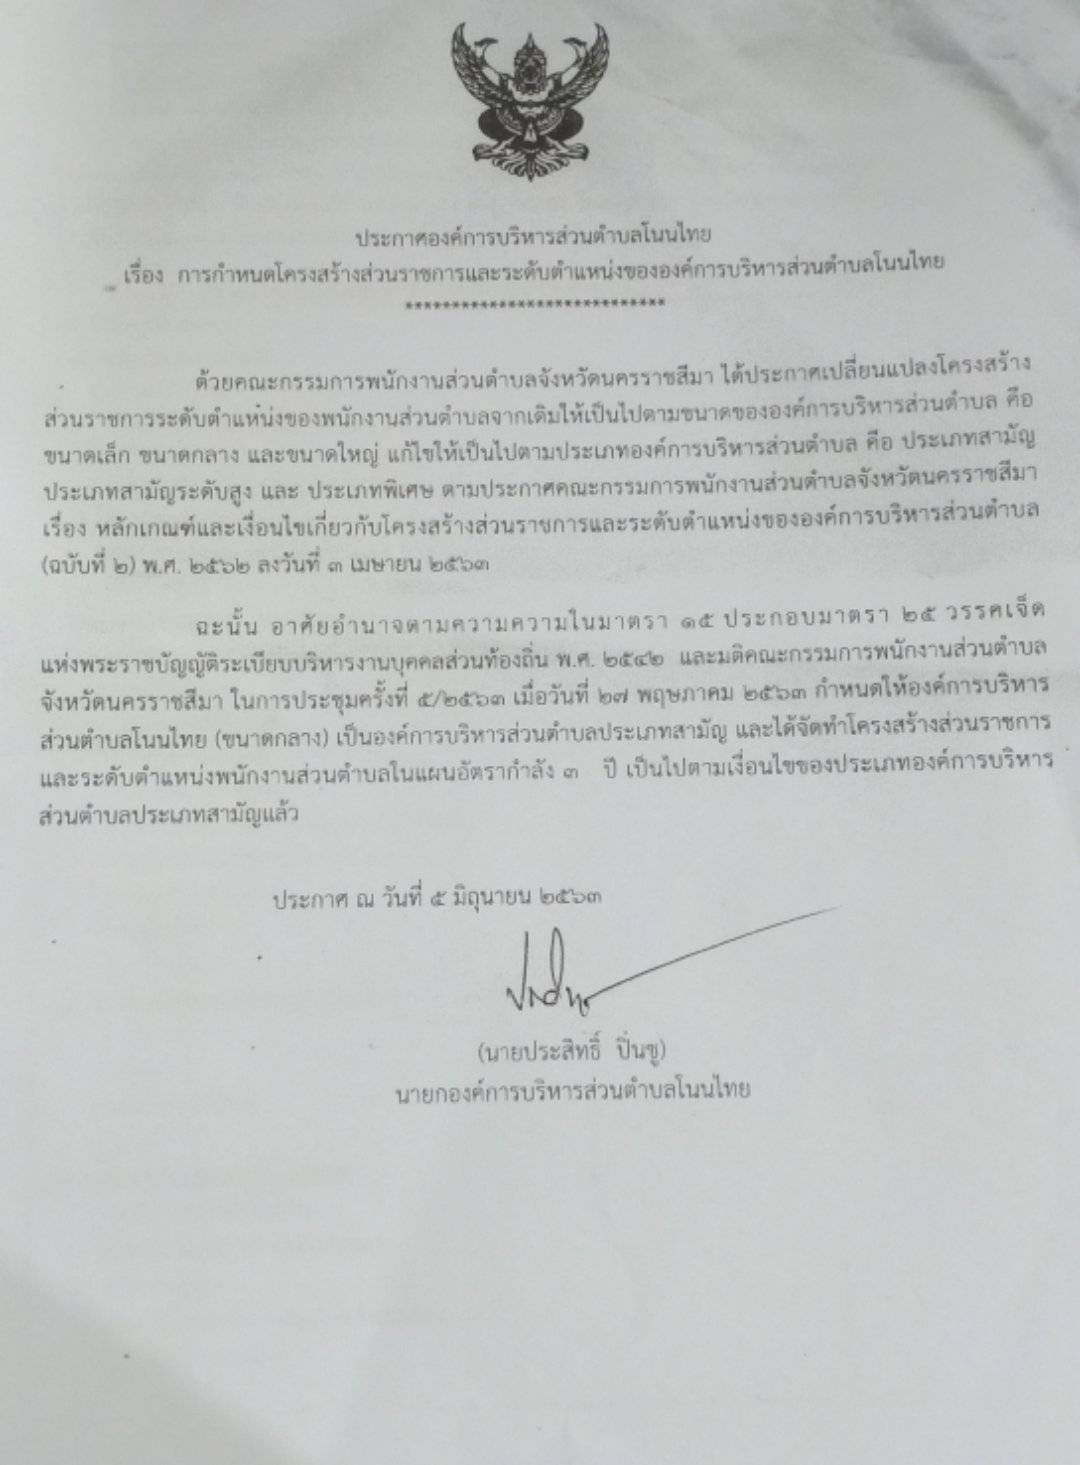 ประกาศองค์การบริหารส่วนตำบลโนนไทย
เรื่อง การกำหนดโครงสร้างส่วนราชการและระดับตำแหน่งขององค์การบริหารส่วนตำบลโนนไทย
****************************
ด้วยคณะกรรมการพนักงานส่วนตำบลจังหวัดนครราชสีมา ได้ประกาศเปลี่ยนแปลงโครงสร้าง
ส่วนราชการระดับตำแหน่งของพนักงานส่วนตำบลจากเดิมให้เป็นไปตามขนาดขององค์การบริหารส่วนตำบล คือ
ขนาดเล็ก ขนาดกลาง และขนาดใหญ่ แก้ไขให้เป็นไปตามประเภทองค์การบริหารส่วนตำบล คือ ประเภทสามัญ
ประเภทสามัญระดับสูง และ ประเภทพิเศษ ตามประกาศคณะกรรมการพนักงานส่วนตำบลจังหวัดนครราชสีมา
เรื่อง หลักเกณฑ์และเงื่อนไขเกี่ยวกับโครงสร้างส่วนราชการและระดับตำแหน่งขององค์การบริหารส่วนตำบล
(ฉบับที่ ๒) พ.ศ. ๒๕๖๒ ลงวันที่ ๓ เมษายน ๒๕๖๓
ฉะนั้น อาศัยอำนาจตามความความในมาตรา ๑๕ ประกอบมาตรา ๒๕ วรรคเจ็ด
แห่งพระราชบัญญัติระเบียบบริหารงานบุคคลส่วนท้องถิ่น พ.ศ. ๒๕๔๒ และมติคณะกรรมการพนักงานส่วนตำบล
จังหวัดนครราชสีมา ในการประชุมครั้งที่ ๕/๒๕๖๓ เมื่อวันที่ ๒๗ พฤษภาคม ๒๕๖๓ กำหนดให้องค์การบริหาร
ส่วนตำบลโนนไทย (ขนาดกลาง) เป็นองค์การบริหารส่วนตำบลประเภทสามัญ และได้จัดทำโครงสร้างส่วนราชการ
และระดับตำแหน่งพนักงานส่วนตำบลในแผนอัตรากำลัง ๓ ปี เป็นไปตามเงื่อนไขของประเภทองค์การบริหาร
ส่วนตำบลประเภทสามัญแล้ว
ประกาศ ณ วันที่ ๕ มิถุนายน ๒๕๖๓
(นายประสิทธิ์ ปิ่นชู)
นายกองค์การบริหารส่วนตำบลโนนไทย